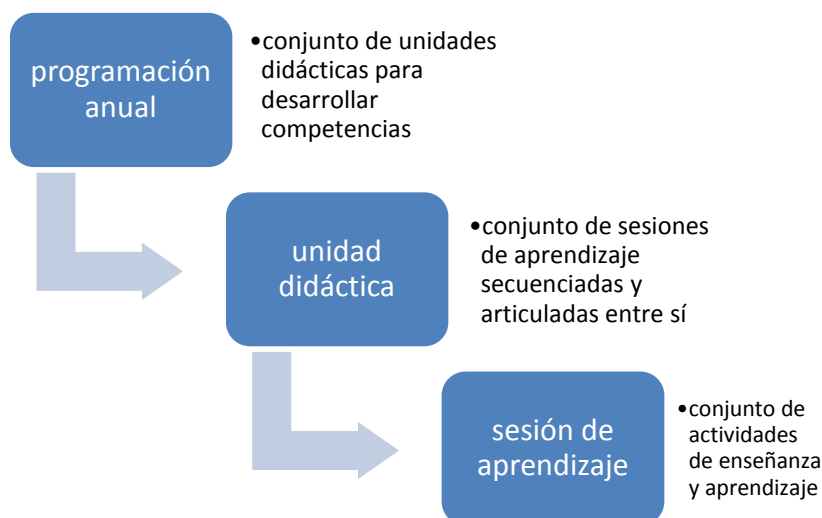 programación
anual
•conjunto de unidades
didácticas para
desarrollar
competencias
unidad
didáctica
•conjunto de sesiones
de aprendizaje
secuenciadas y
articuladas entre sí
sesión de
aprendizaje
•conjunto de
actividades
de enseñanza
y aprendizaje